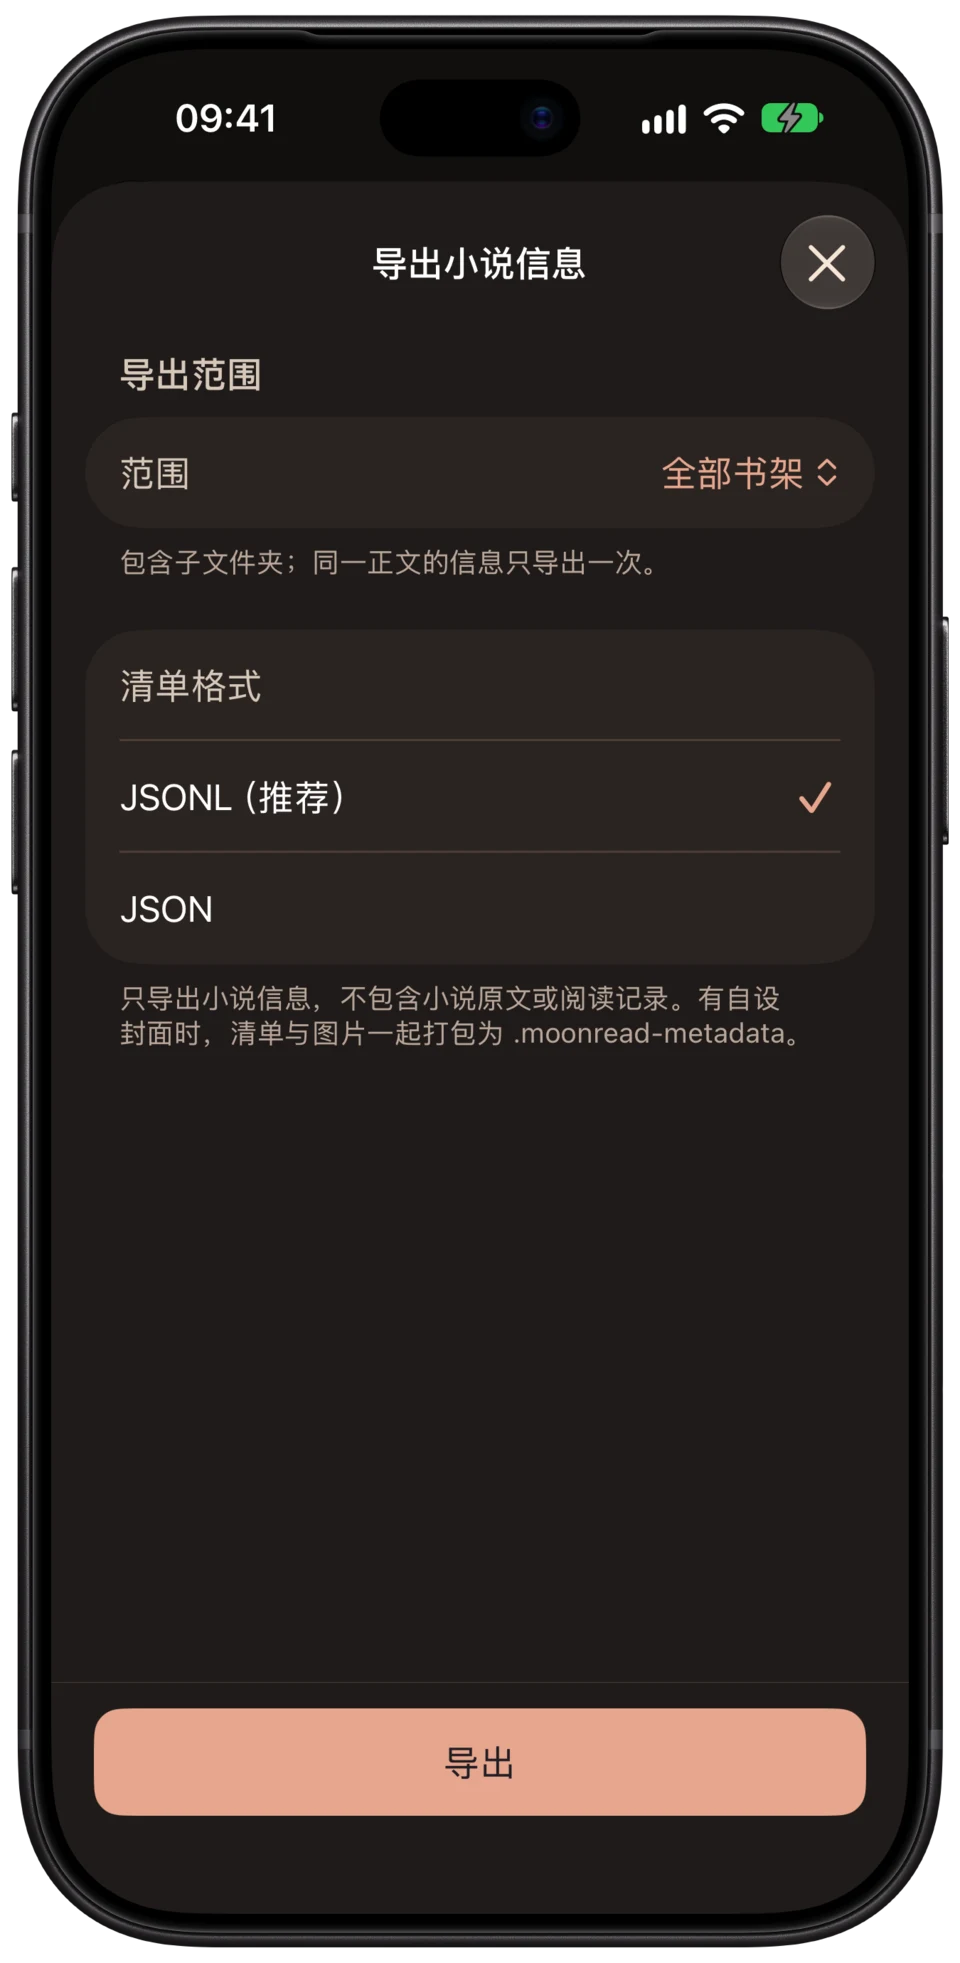 09:41
导出小说信息
导出范围
范围 全部书架
包含子文件夹；同一正文的信息只导出一次。
清单格式
JSONL（推荐）
JSON
只导出小说信息，不包含小说原文或阅读记录。有自设
封面时，清单与图片一起打包为 .moonread-metadata。
导出